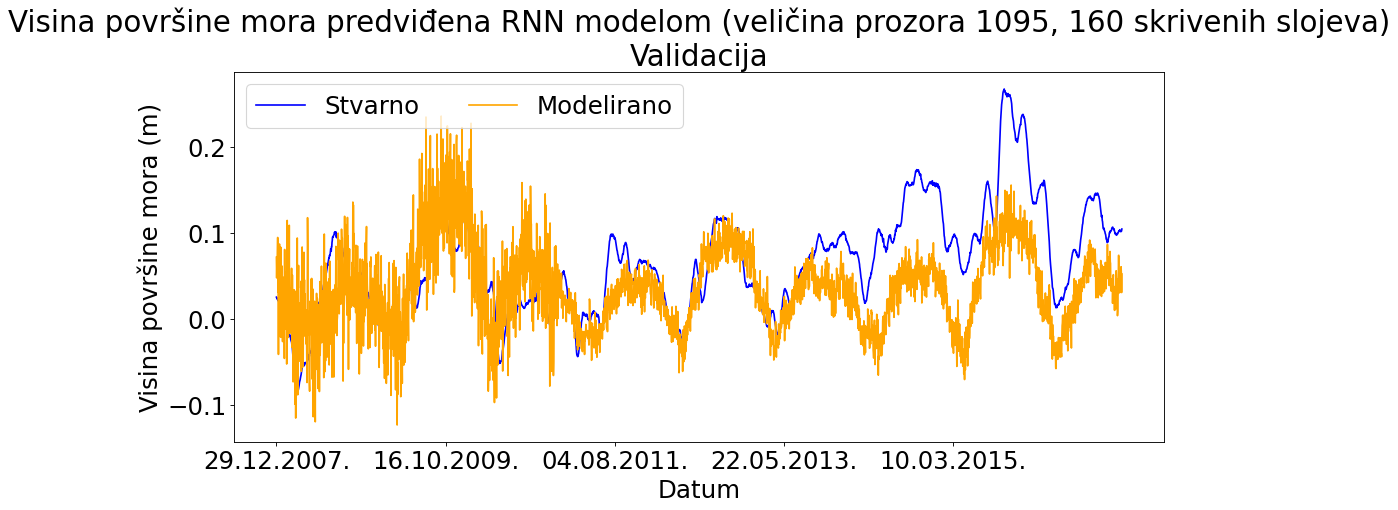 Visina površine mora predviđena RNN modelom (veličina prozora 1095, 160 skrivenih slojeva)
Validacija
Stvarno
Modelirano
Visina površine mora (m)
0.2
0.1
0.0
−0.1
29.12.2007.
16.10.2009.
04.08.2011.
22.05.2013.
10.03.2015.
Datum